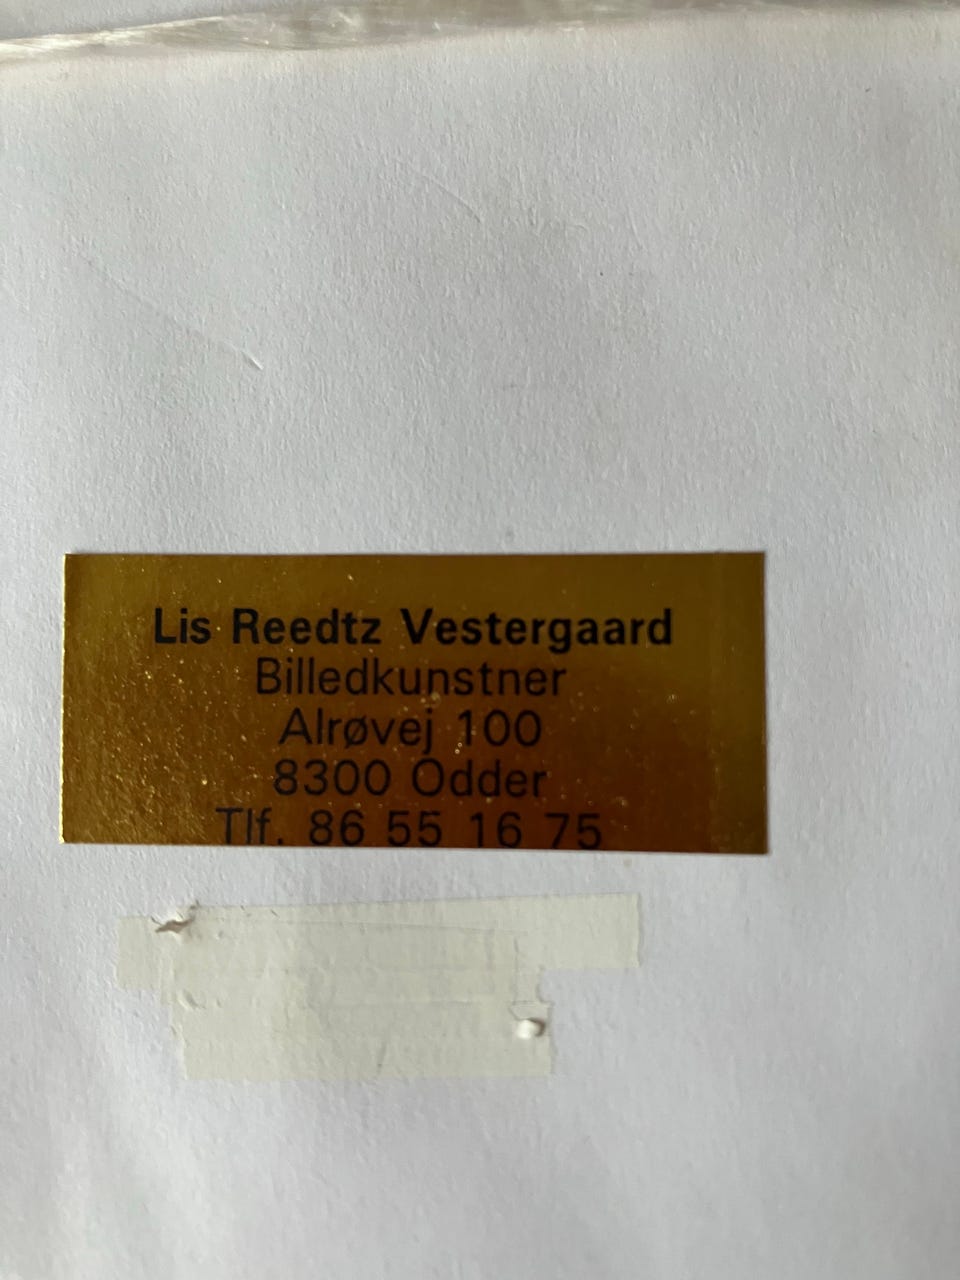 Lis Reedtz Vestergaard
Billedkunstner
Alrøvej 100
8300 Odder
Tlf. 86 55 16 75